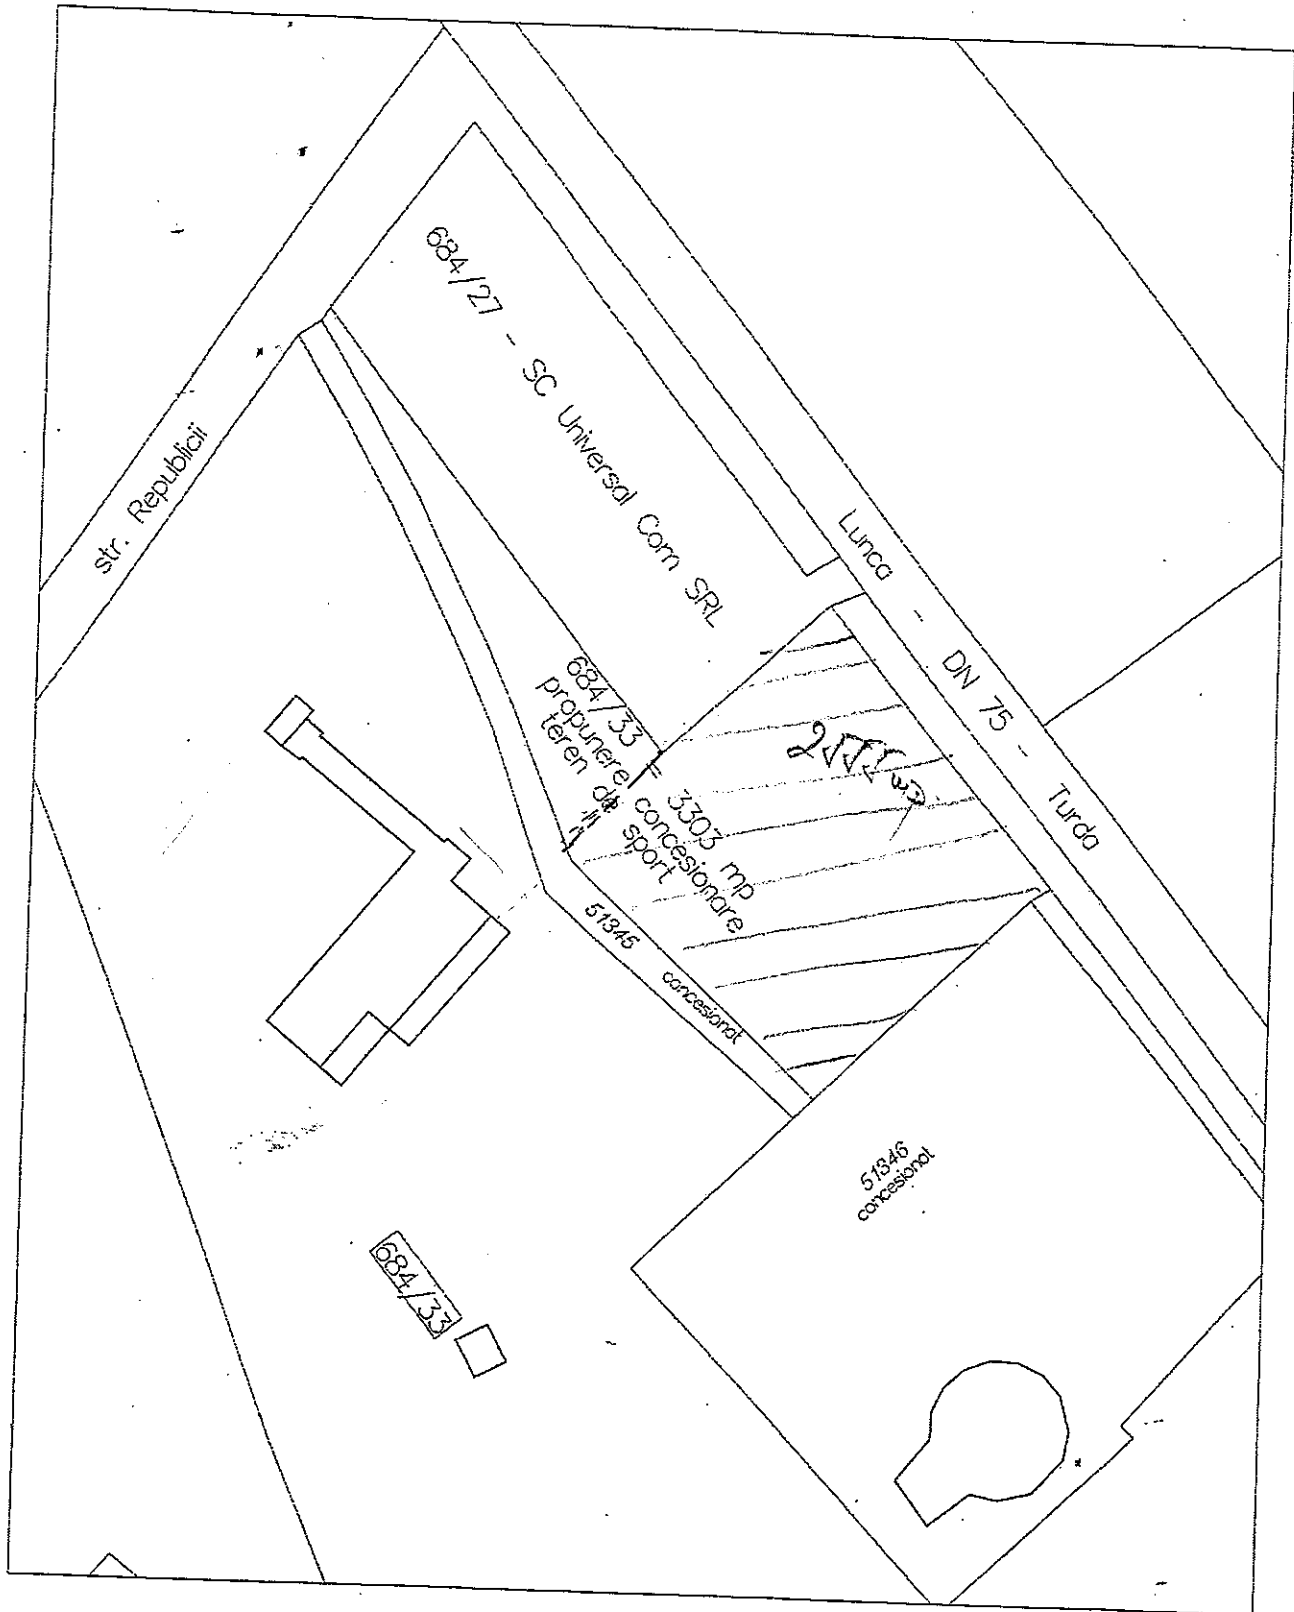 str. Republicii
684/27 - SC Universal Com SRL
Lunca - DN 75 - Turda
684/33 = 3303 mp
propunere concesionare
teren de sport
51345 concesionat
51346
concesionat
684/33